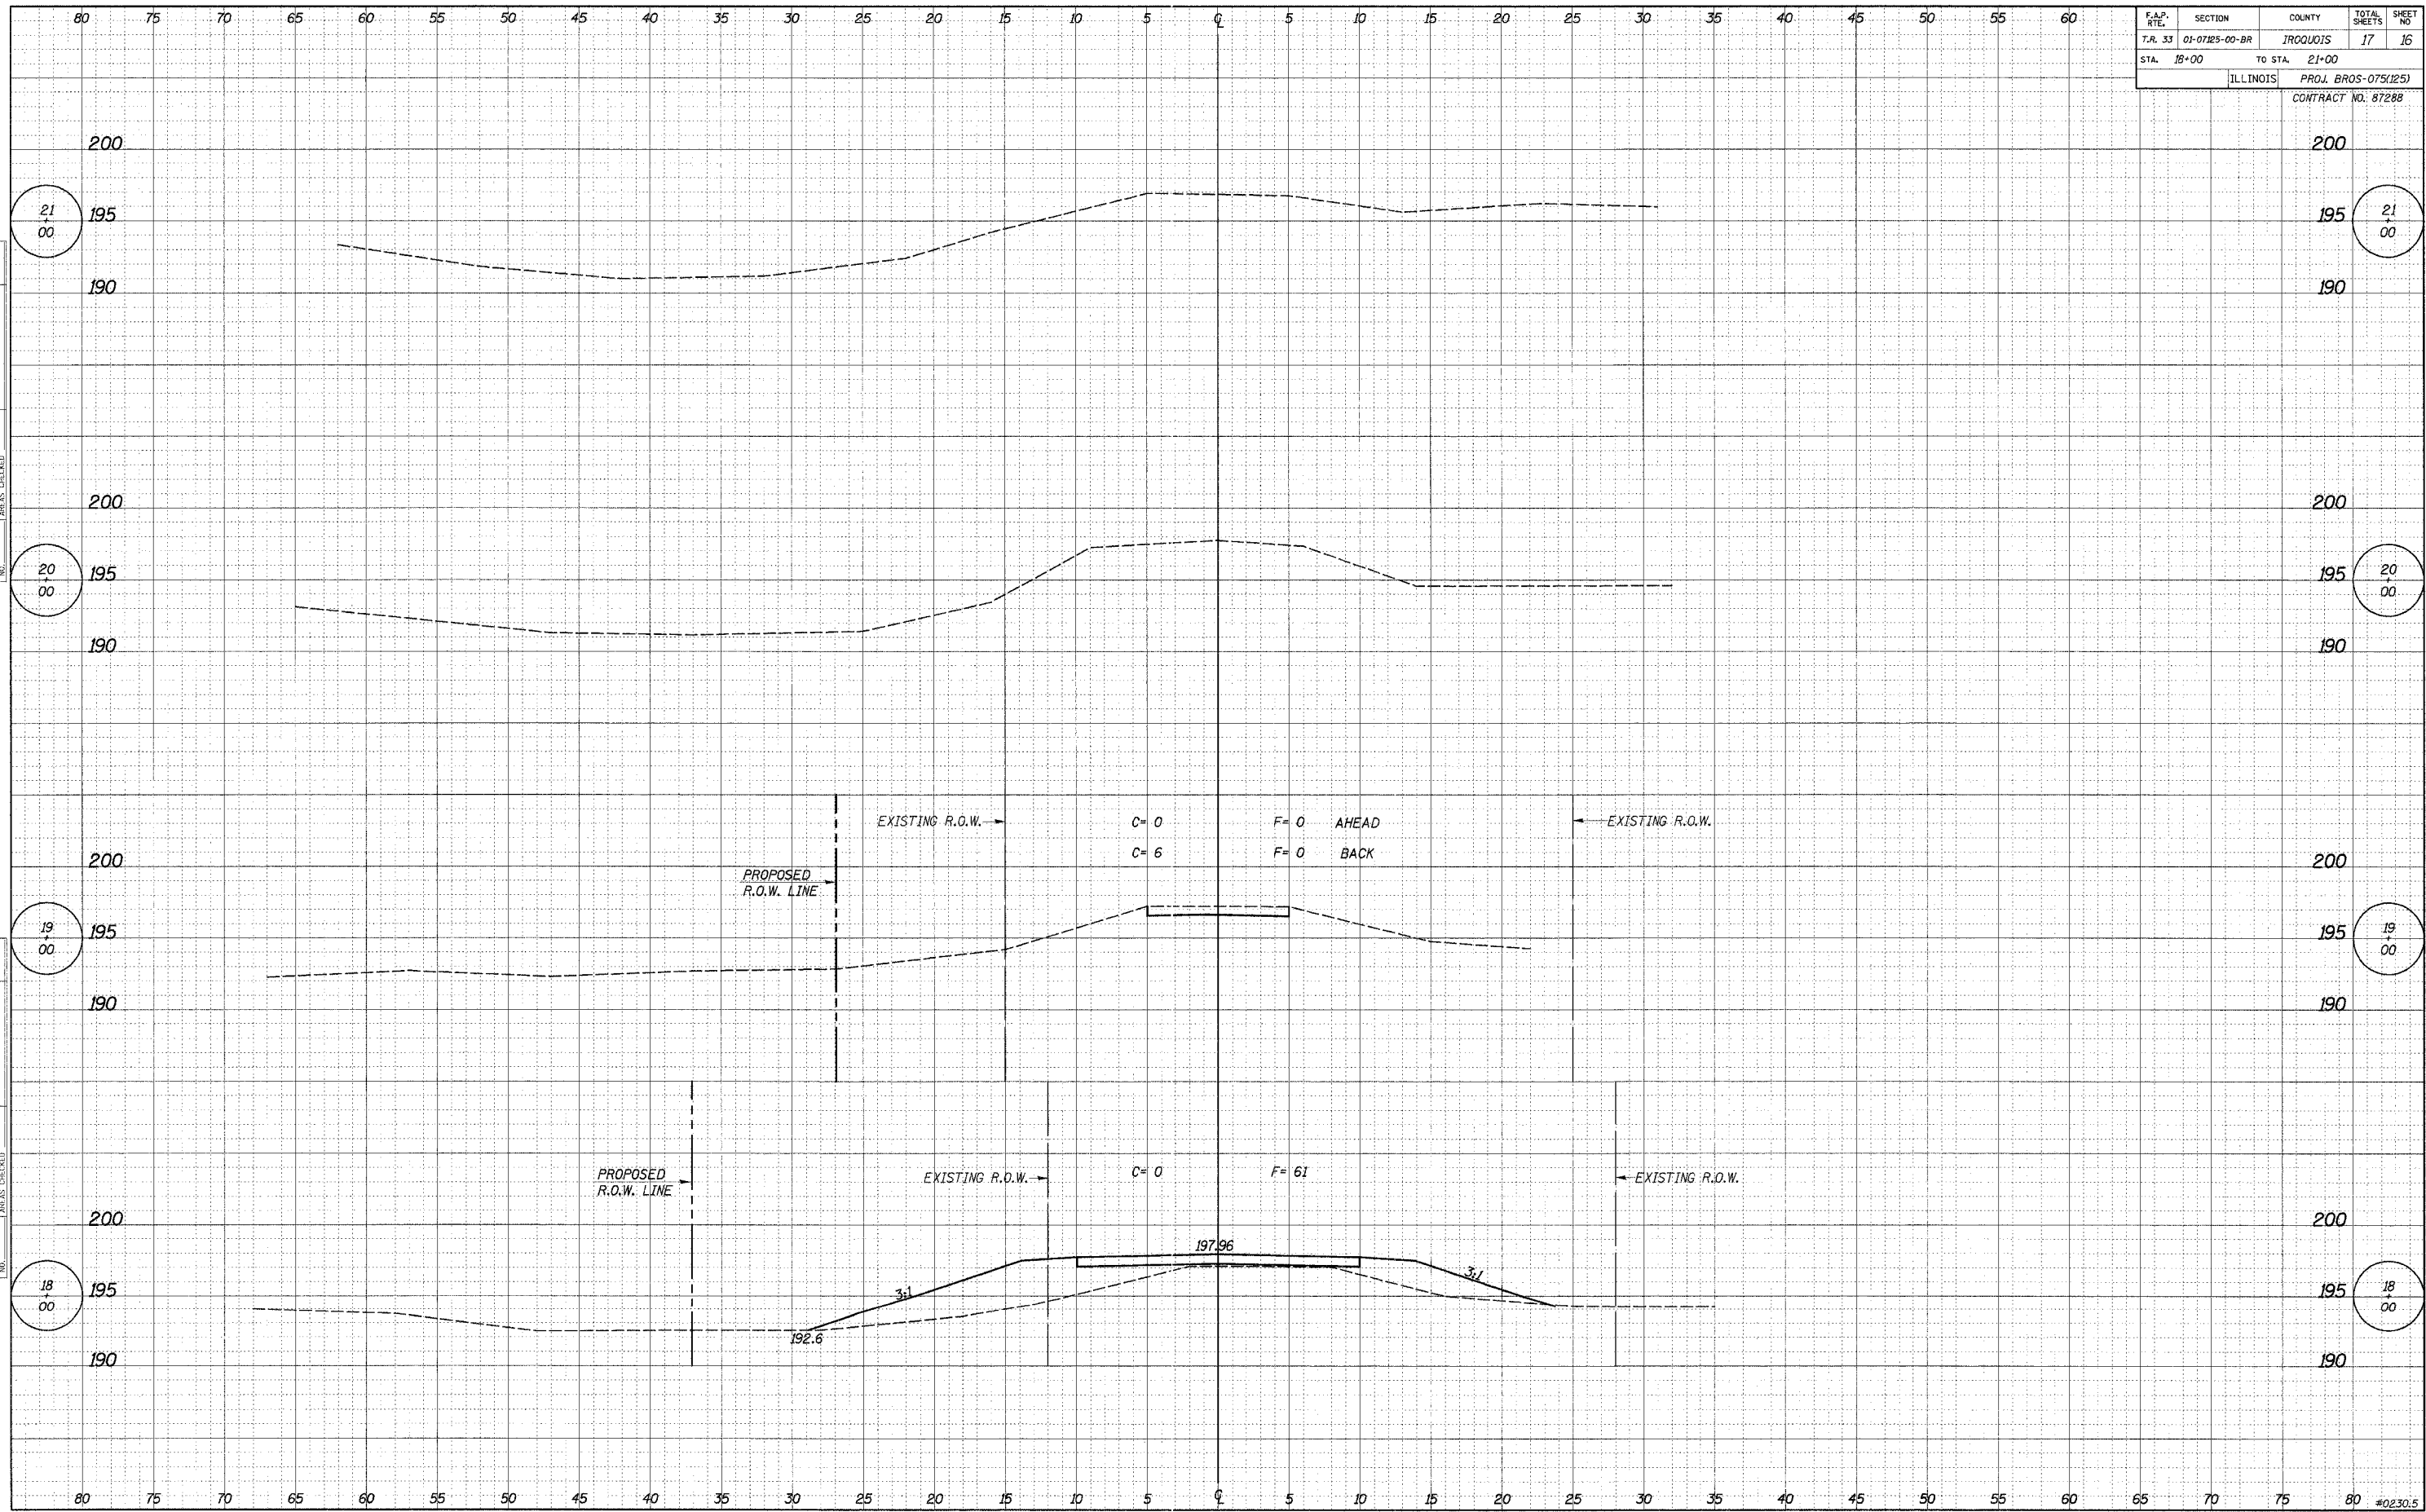 80 75 70 65 60 55 50 45 40 35 30 25 20 15 10 5 ℄ 5 10 15 20 25 30 35 40 45 50 55 60
F.A.P. RTE. SECTION COUNTY TOTAL SHEETS SHEET NO
T.R. 33 01-07125-00-BR IROQUOIS 17 16
STA. 18+00 TO STA. 21+00
ILLINOIS PROJ. BROS-075(125)
CONTRACT NO. 87288
200 200
21+00 195 195 21+00
190 190
200 200
20+00 195 195 20+00
190 190
EXISTING R.O.W. C= 0 F= 0 AHEAD EXISTING R.O.W.
C= 6 F= 0 BACK
200 200
PROPOSED
R.O.W. LINE
19+00 195 195 19+00
190 190
PROPOSED
R.O.W. LINE
EXISTING R.O.W. C= 0 F= 61 EXISTING R.O.W.
200 200
197.96
18+00 195 3:1 3:1 195 18+00
192.6
190 190
80 75 70 65 60 55 50 45 40 35 30 25 20 15 10 5 ℄ 5 10 15 20 25 30 35 40 45 50 55 60 65 70 75 80
#0230.5
NO.
AREAS CHECKED
NO.
AREAS CHECKED